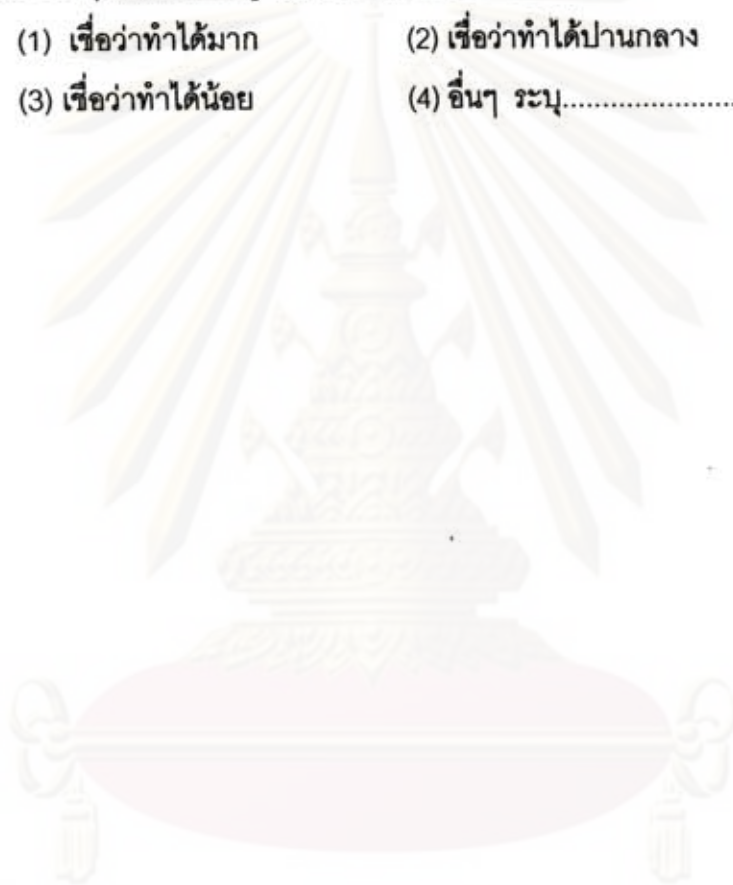 (1) เชื่อว่าทำได้มาก (2) เชื่อว่าทำได้ปานกลาง
(3) เชื่อว่าทำได้น้อย (4) อื่นๆ ระบุ.......................